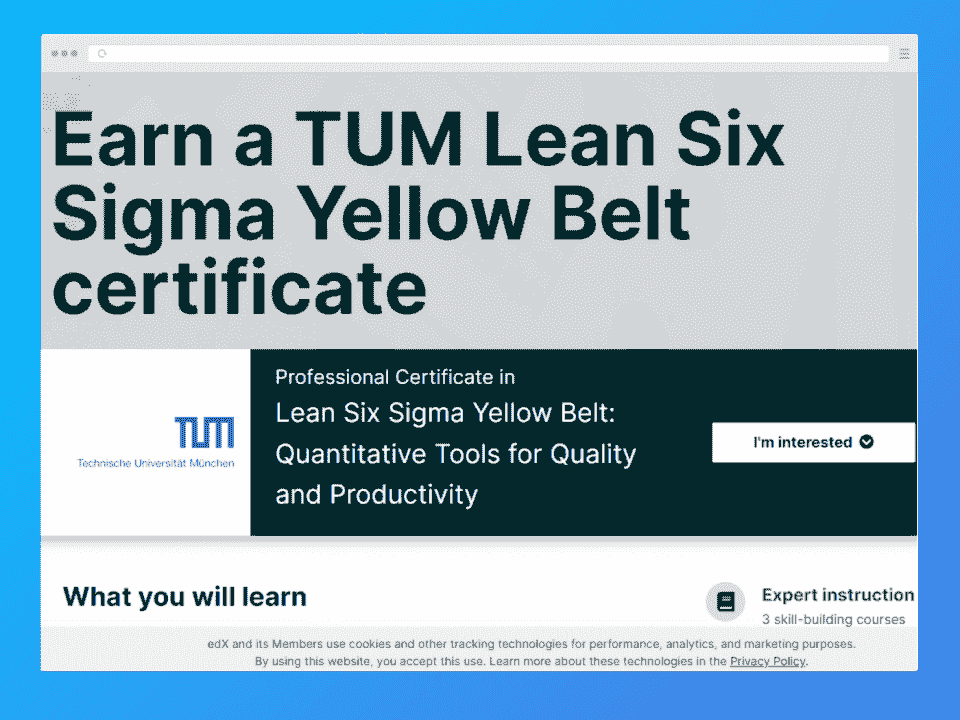 Earn a TUM Lean Six
Sigma Yellow Belt
certificate
Professional Certificate in
Lean Six Sigma Yellow Belt:
Quantitative Tools for Quality
and Productivity
I'm interested
TUM
Technische Universität München
What you will learn
Expert instruction
3 skill-building courses
edX and its Members use cookies and other tracking technologies for performance, analytics, and marketing purposes.
By using this website, you accept this use. Learn more about these technologies in the Privacy Policy.